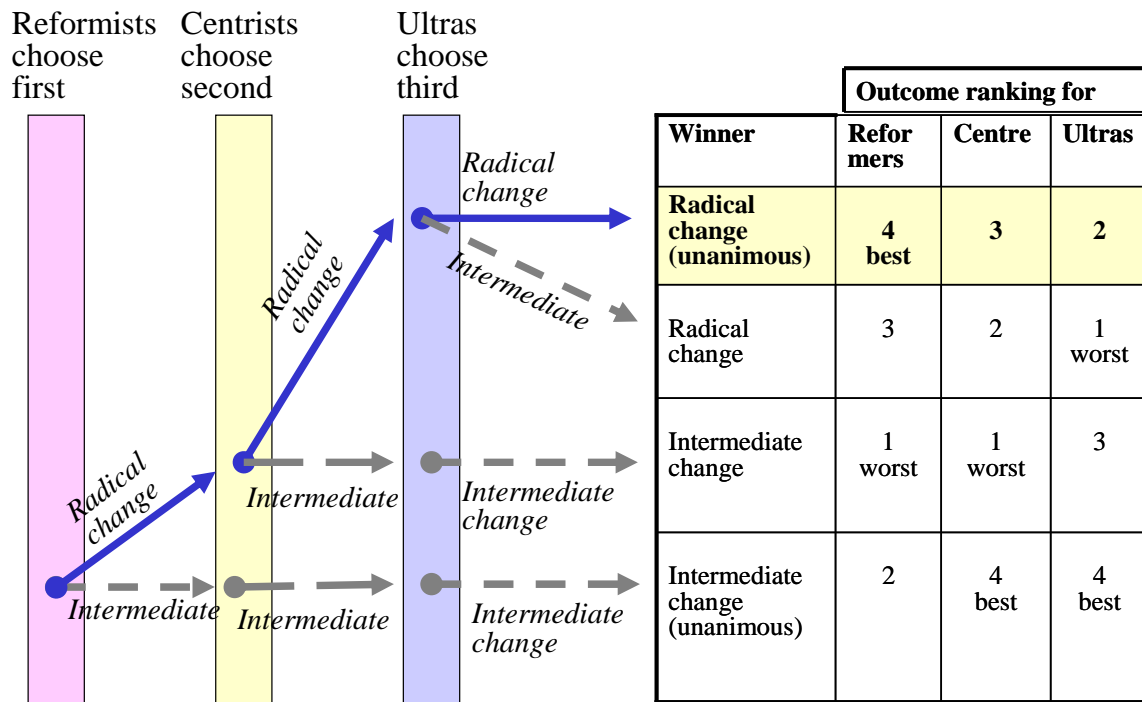 Reformists
choose
first
Centrists
choose
second
Ultras
choose
third
Radical
change
Radical
change
Radical
change
Intermediate
Intermediate
Intermediate
change
Intermediate
Intermediate
Intermediate
change
Outcome ranking for
Winner
Refor
mers
Centre
Ultras
Radical
change
(unanimous)
4
best
3
2
Radical
change
3
2
1
worst
Intermediate
change
1
worst
1
worst
3
Intermediate
change
(unanimous)
2
4
best
4
best